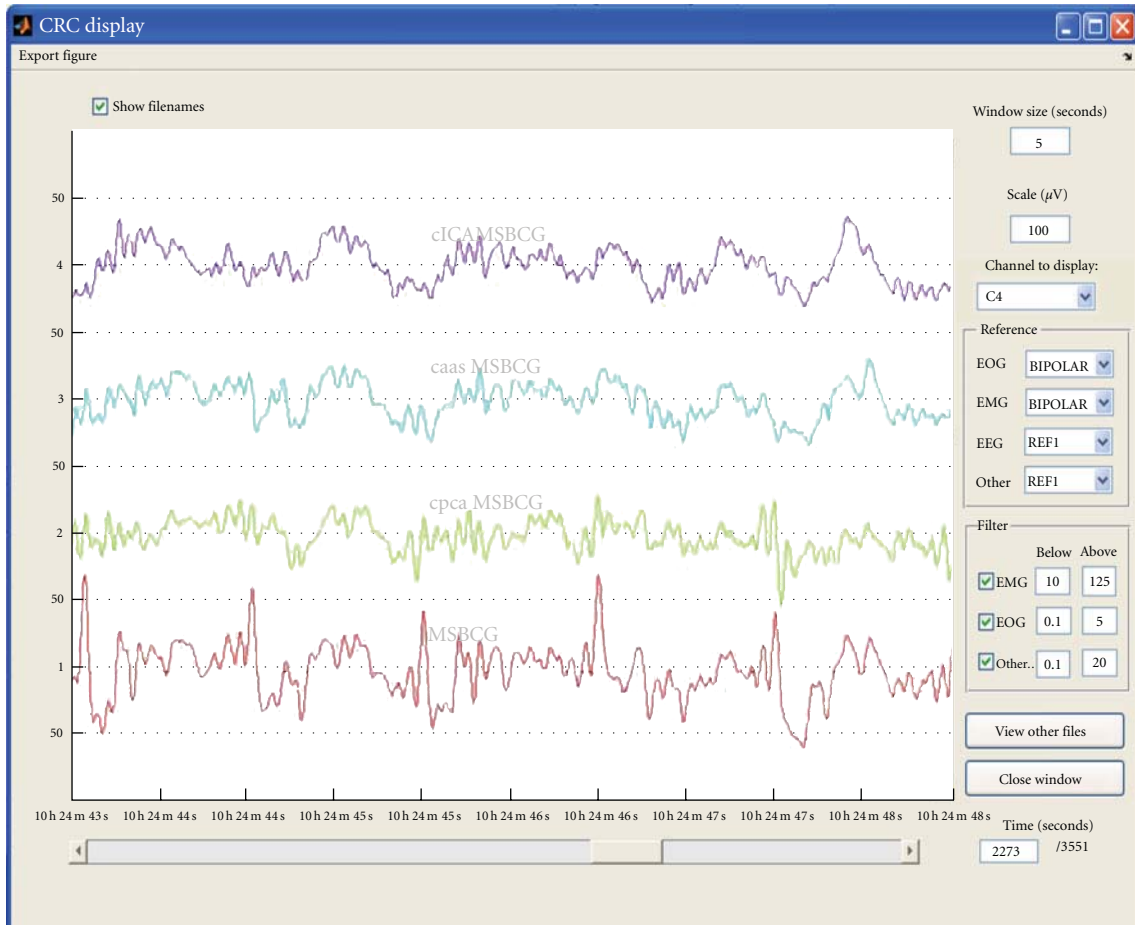 CRC display
Export figure
Show filenames
50
cICAMSBCG
4
50
caas MSBCG
3
50
cpca MSBCG
2
50
MSBCG
1
50
10 h 24 m 43 s 10 h 24 m 44 s 10 h 24 m 44 s 10 h 24 m 45 s 10 h 24 m 45 s 10 h 24 m 46 s 10 h 24 m 46 s 10 h 24 m 47 s 10 h 24 m 47 s 10 h 24 m 48 s 10 h 24 m 48 s
Window size (seconds)
5
Scale (μV)
100
Channel to display:
C4
Reference
EOG BIPOLAR
EMG BIPOLAR
EEG REF1
Other REF1
Filter
Below Above
EMG 10 125
EOG 0.1 5
Other.. 0.1 20
View other files
Close window
Time (seconds)
2273 /3551